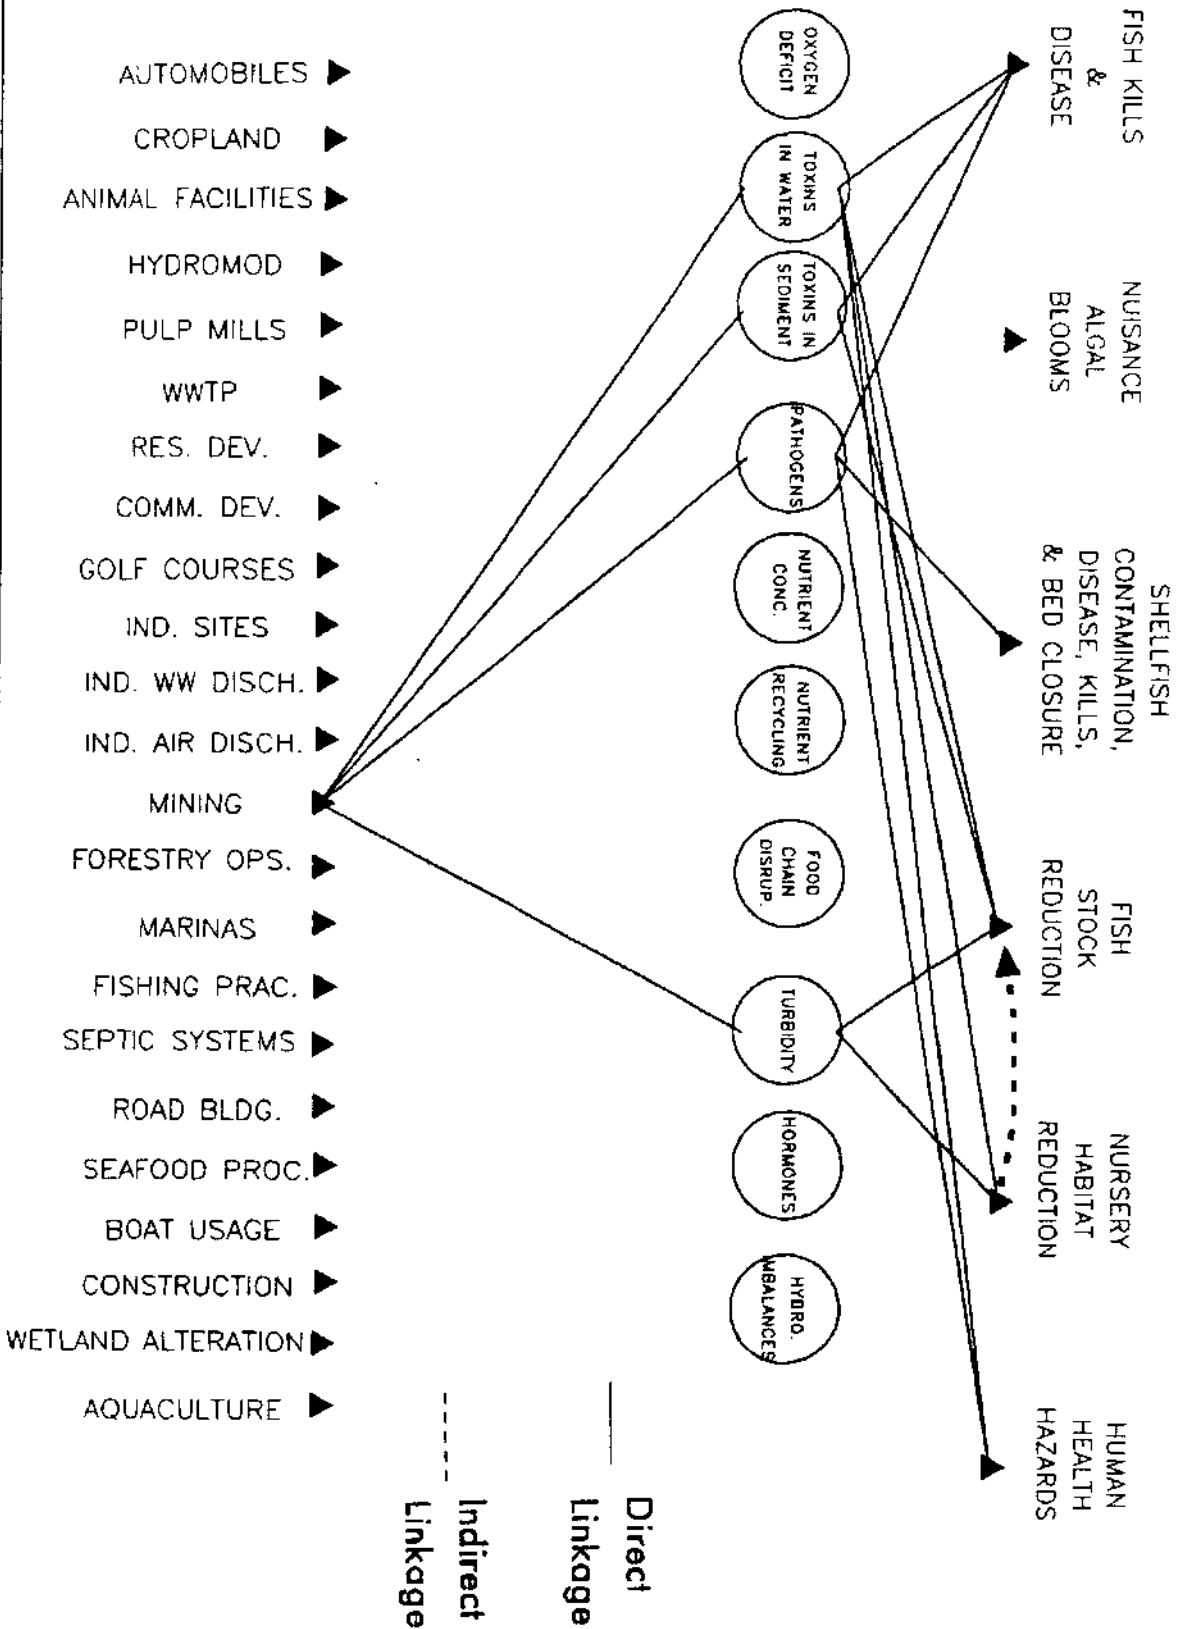 FISH KILLS
&
DISEASE
NUISANCE
ALGAL
BLOOMS
SHELLFISH
CONTAMINATION,
DISEASE, KILLS,
& BED CLOSURE
FISH
STOCK
REDUCTION
NURSERY
HABITAT
REDUCTION
HUMAN
HEALTH
HAZARDS
OXYGEN
DEFICIT
TOXINS
IN WATER
TOXINS IN
SEDIMENT
PATHOGENS
NUTRIENT
CONC.
NUTRIENT
RECYCLING
FOOD
CHAIN
DISRUP.
TURBIDITY
HORMONES
HYDRO.
IMBALANCES
AUTOMOBILES
CROPLAND
ANIMAL FACILITIES
HYDROMOD
PULP MILLS
WWTP
RES. DEV.
COMM. DEV.
GOLF COURSES
IND. SITES
IND. WW DISCH.
IND. AIR DISCH.
MINING
FORESTRY OPS.
MARINAS
FISHING PRAC.
SEPTIC SYSTEMS
ROAD BLDG.
SEAFOOD PROC.
BOAT USAGE
CONSTRUCTION
WETLAND ALTERATION
AQUACULTURE
Direct
Linkage
Indirect
Linkage